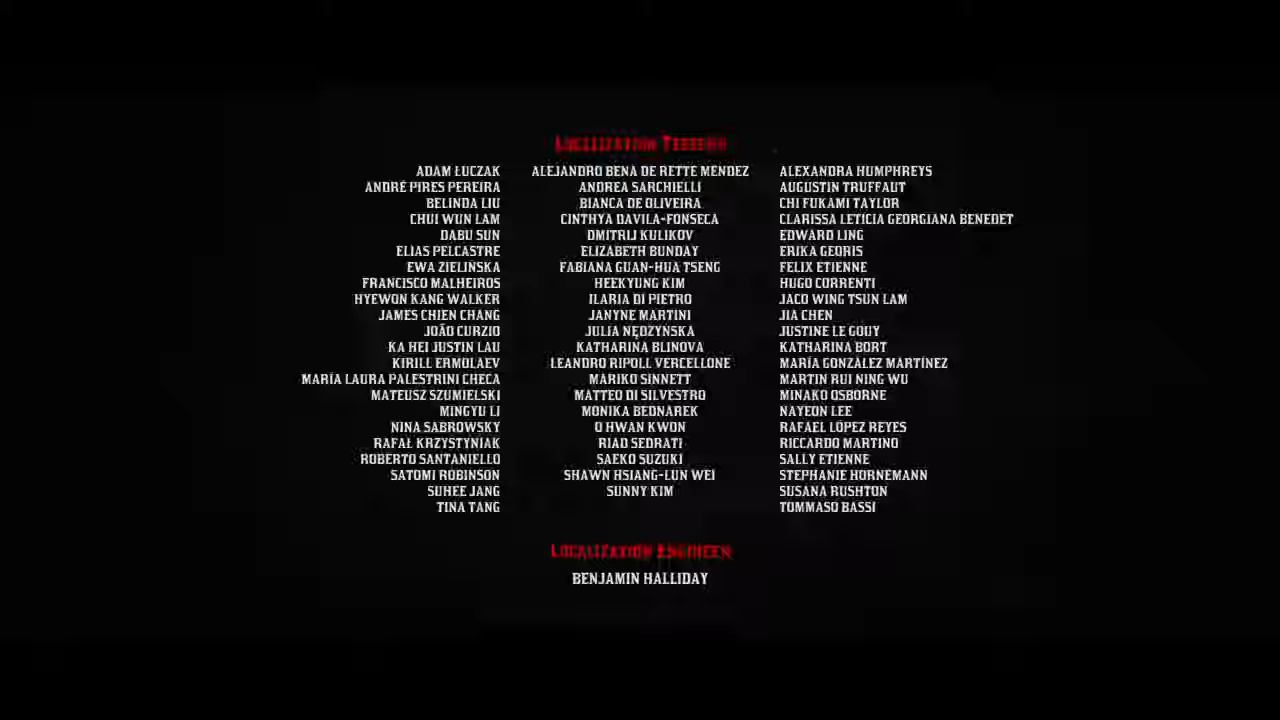 LOCALIZATION TESTERS
ADAM ŁUCZAK ALEJANDRO BENA DE RETTE MENDEZ ALEXANDRA HUMPHREYS
ANDRÉ PIRES PEREIRA ANDREA SARCHIELLI AUGUSTIN TRUFFAUT
BELINDA LIU BIANCA DE OLIVEIRA CHI FUKAMI TAYLOR
CHUI WUN LAM CINTHYA DAVILA-FONSECA CLARISSA LETÍCIA GEORGIANA BENEDET
DABU SUN DMITRIJ KULIKOV EDWARD LING
ELIAS PELCASTRE ELIZABETH BUNDAY ERIKA GEORIS
EWA ZIELIŃSKA FABIANA GUAN-HUA TSENG FELIX ETIENNE
FRANCISCO MALHEIROS HEEKYUNG KIM HUGO CORRENTI
HYEWON KANG WALKER ILARIA DI PIETRO JACO WING TSUN LAM
JAMES CHIEN CHANG JANYNE MARTINI JIA CHEN
JOÃO CURZIO JULIA NĘDZYŃSKA JUSTINE LE GOUY
KA HEI JUSTIN LAU KATHARINA BLINOVA KATHARINA BORT
KIRILL ERMOLAEV LEANDRO RIPOLL VERCELLONE MARÍA GONZÁLEZ MARTÍNEZ
MARÍA LAURA PALESTRINI CHECA MARIKO SINNETT MARTIN RUI NING WU
MATEUSZ SZUMIELSKI MATTEO DI SILVESTRO MINAKO OSBORNE
MINGYU LI MONIKA BEDNAREK NAYEON LEE
NINA SABROWSKY O HWAN KWON RAFAEL LÓPEZ REYES
RAFAŁ KRZYSTYNIAK RIAD SEDRATI RICCARDO MARTINO
ROBERTO SANTANIELLO SAEKO SUZUKI SALLY ETIENNE
SATOMI ROBINSON SHAWN HSIANG-LUN WEI STEPHANIE HORNEMANN
SUHEE JANG SUNNY KIM SUSANA RUSHTON
TINA TANG TOMMASO BASSI
LOCALIZATION ENGINEER
BENJAMIN HALLIDAY